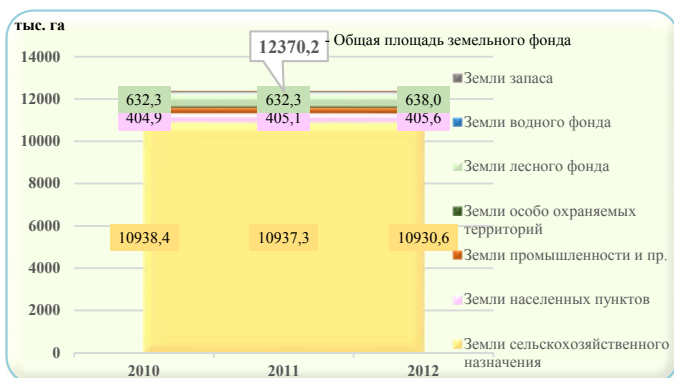 тыс. га
12370,2
- Общая площадь земельного фонда
14000
12000
10000
8000
6000
4000
2000
0
632,3 632,3 638,0
404,9 405,1 405,6
10938,4 10937,3 10930,6
2010 2011 2012
Земли запаса
Земли водного фонда
Земли лесного фонда
Земли особо охраняемых
территорий
Земли промышленности и пр.
Земли населенных пунктов
Земли сельскохозяйственного
назначения